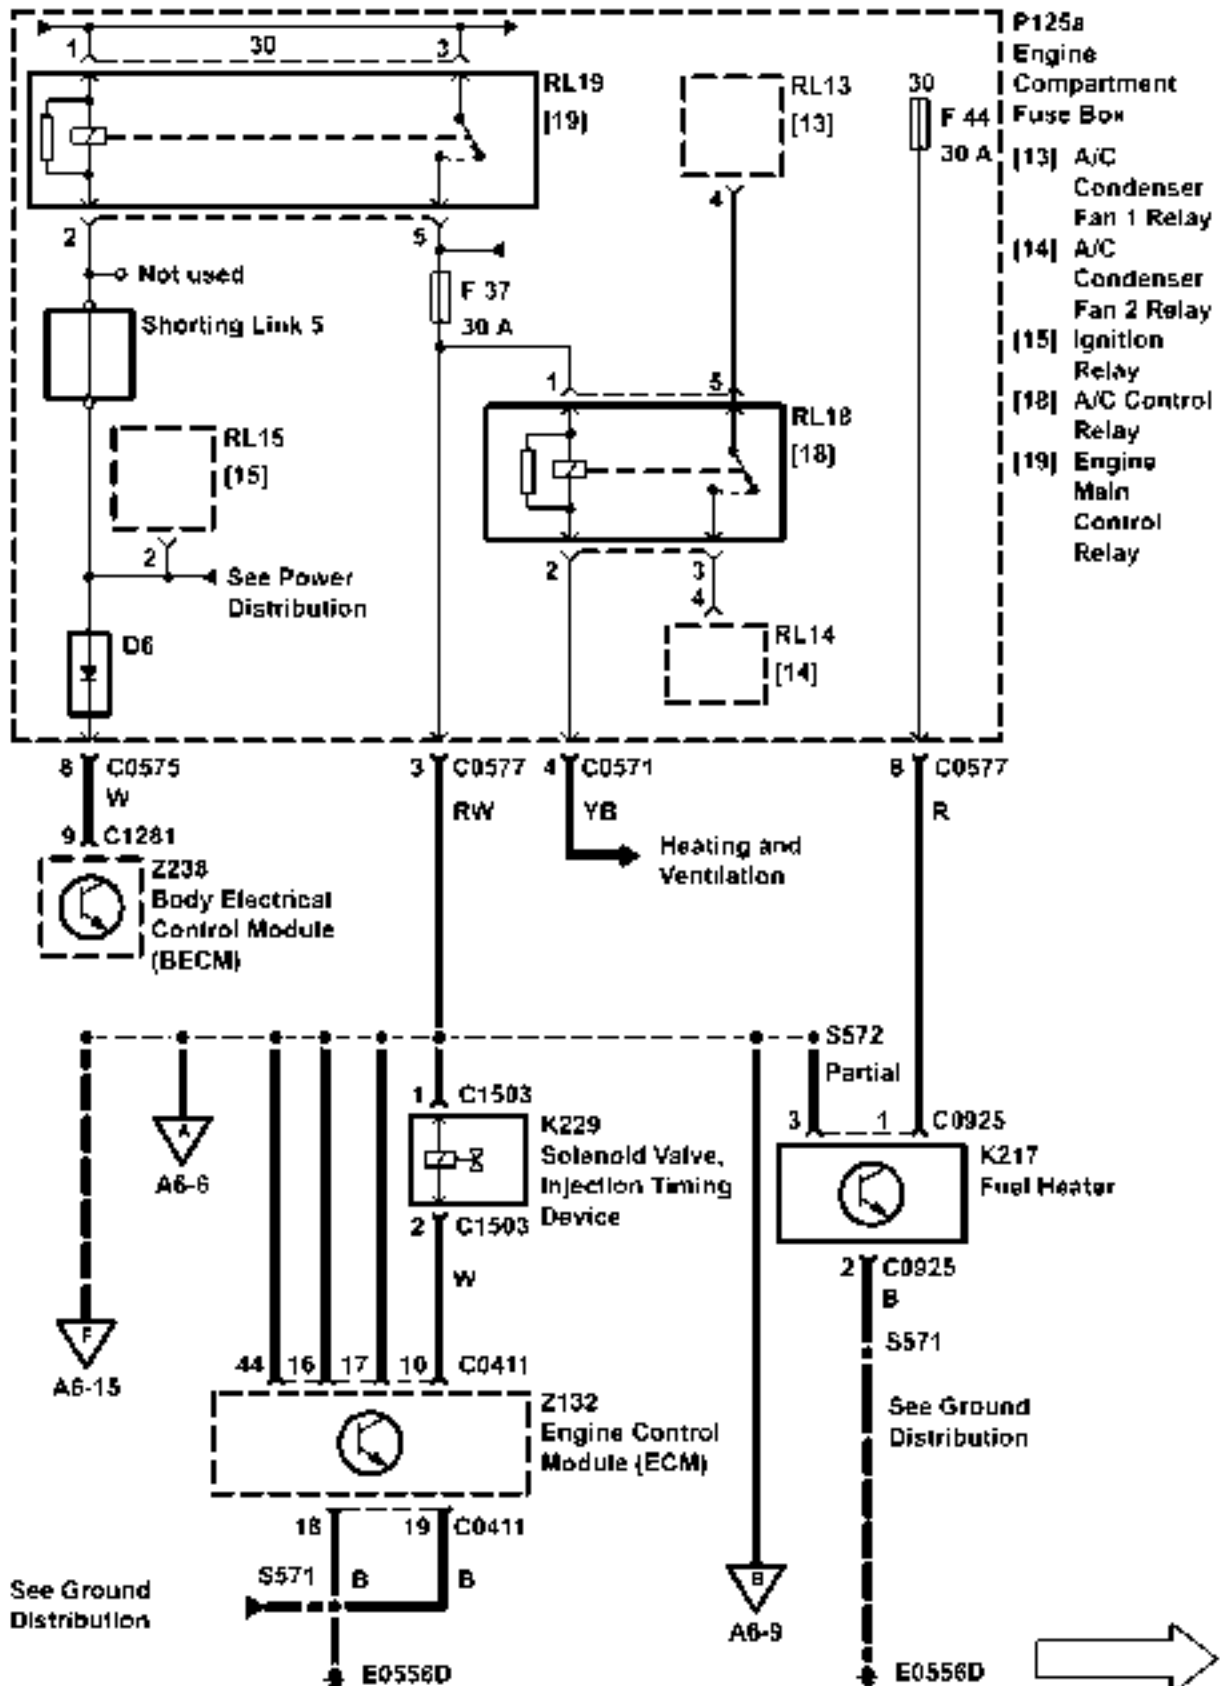 P125a
Engine
Compartment
Fuse Box
1 30 3
RL19
[19]
RL13
[13]
30
F 44
30 A
[13] A/C
Condenser
Fan 1 Relay
[14] A/C
Condenser
Fan 2 Relay
[15] Ignition
Relay
[18] A/C Control
Relay
[19] Engine
Main
Control
Relay
4
2 5
Not used
F 37
30 A
Shorting Link 5
1 5
RL18
[18]
RL15
[15]
2
See Power
Distribution
2 3
4
D6
RL14
[14]
8 C0575
W
3 C0577
RW
4 C0571
YB
8 C0577
R
9 C1281
Z238
Body Electrical
Control Module
(BECM)
Heating and
Ventilation
S572
Partial
1 C1503
K229
Solenoid Valve,
Injection Timing
Device
2 C1503
W
3 1 C0925
K217
Fuel Heater
2 C0925
B
S571
A
A6-6
F
A6-15
44 16 17 10 C0411
Z132
Engine Control
Module (ECM)
See Ground
Distribution
18 19 C0411
S571 B B
See Ground
Distribution
B
A6-9
E0556D
E0556D